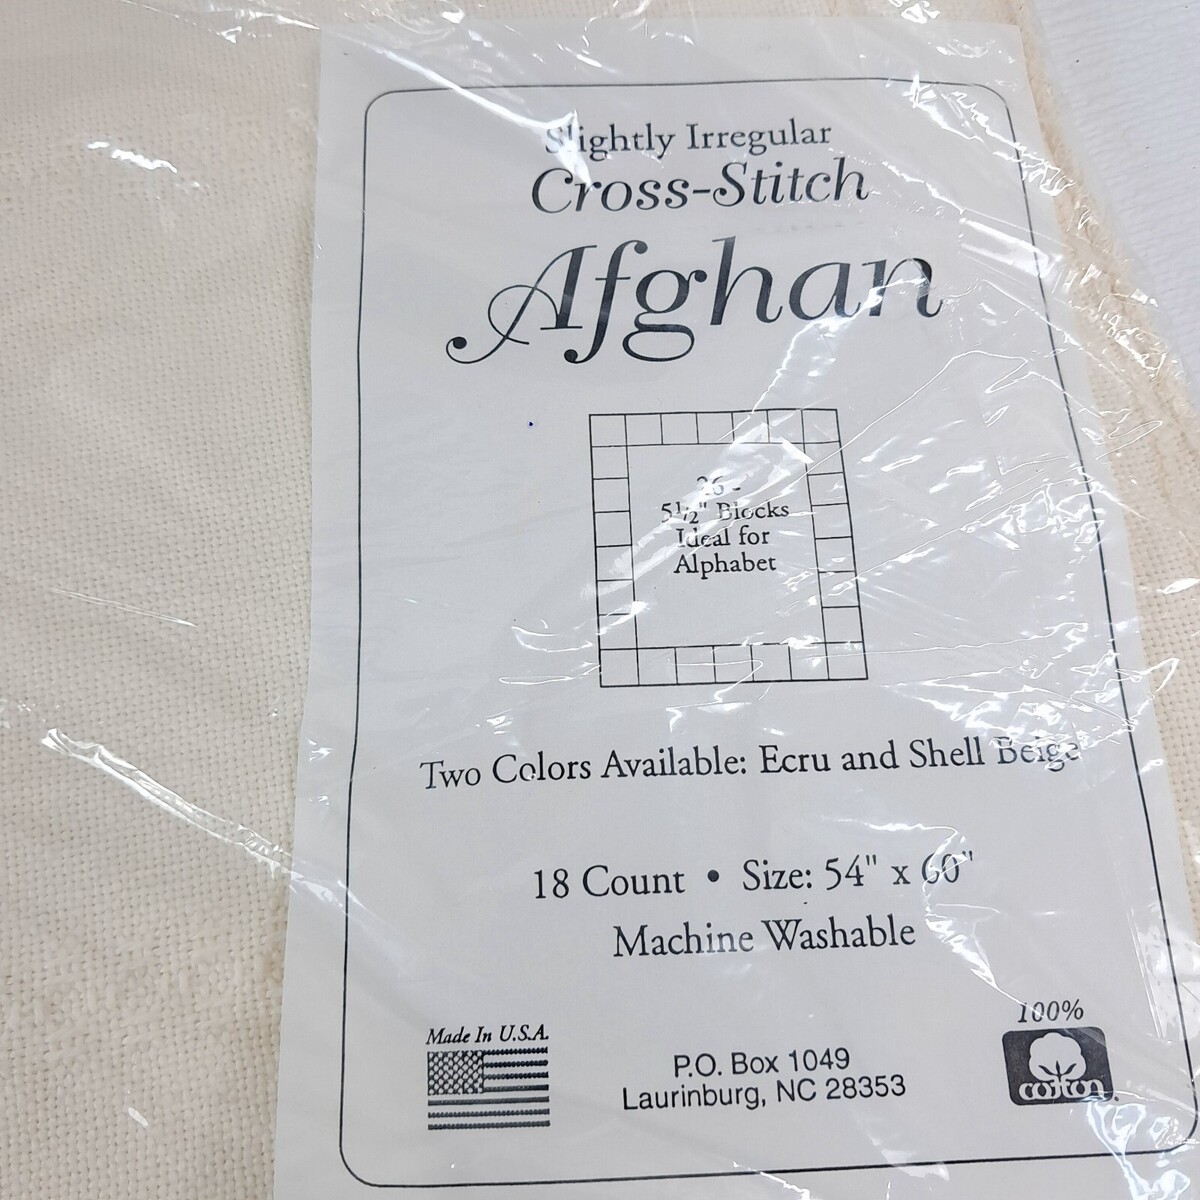 Slightly Irregular
Cross-Stitch
Afghan
26 -
5½" Blocks
Ideal for
Alphabet
Two Colors Available: Ecru and Shell Beige
18 Count • Size: 54" x 60"
Machine Washable
Made In U.S.A.
P.O. Box 1049
Laurinburg, NC 28353
100%
cotton